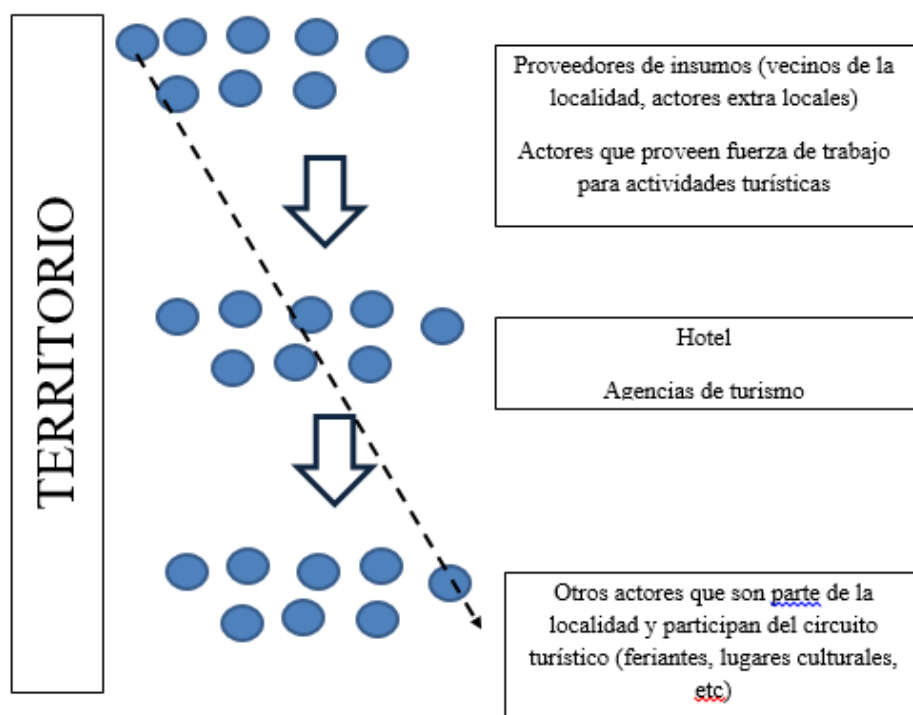 TERRITORIO
Proveedores de insumos (vecinos de la
localidad, actores extra locales)
Actores que proveen fuerza de trabajo
para actividades turísticas
Hotel
Agencias de turismo
Otros actores que son parte de la
localidad y participan del circuito
turístico (feriantes, lugares culturales,
etc)